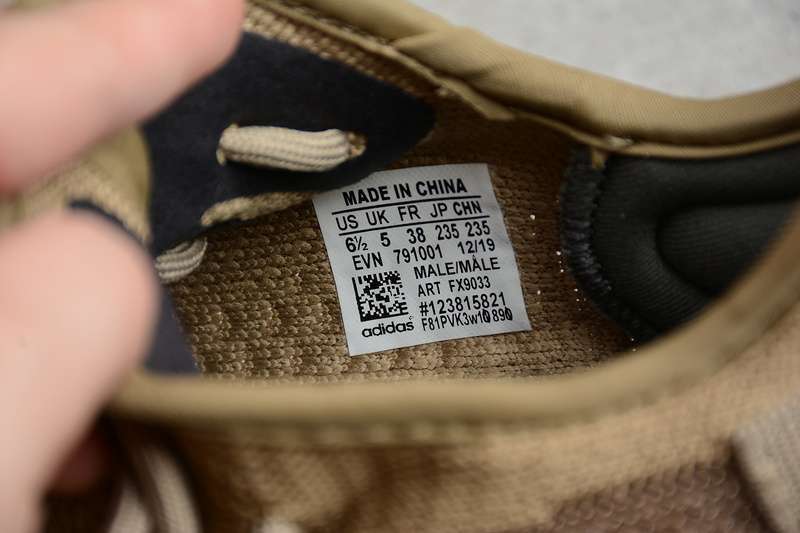 MADE IN CHINA
US UK FR JP CHN
6½ 5 38 235 235
EVN 791001 12/19
MALE/MÂLE
ART FX9033
#123815821
adidas F81PVK3w10890